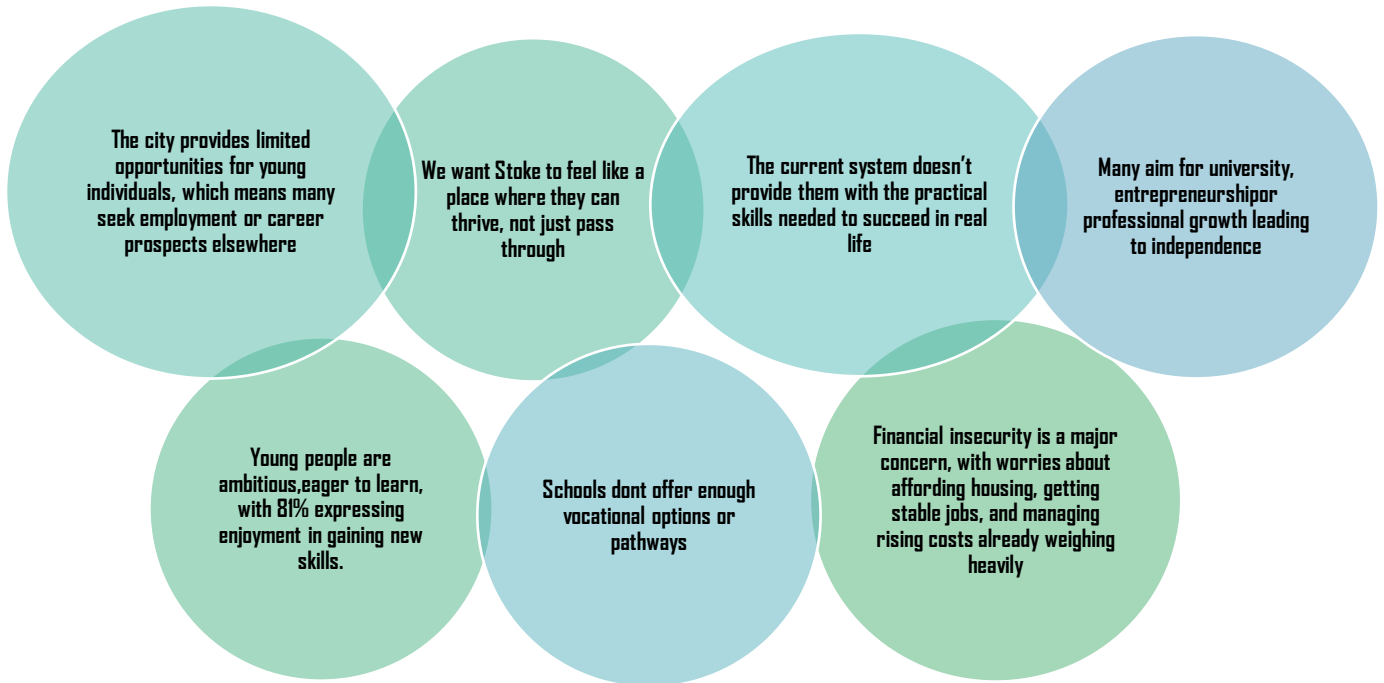 The city provides limited
opportunities for young
individuals, which means many
seek employment or career
prospects elsewhere
We want Stoke to feel like a
place where they can
thrive, not just pass
through
The current system doesn't
provide them with the practical
skills needed to succeed in real
life
Many aim for university,
entrepreneurshipor
professional growth leading
to independence
Young people are
ambitious,eager to learn,
with 81% expressing
enjoyment in gaining new
skills.
Schools dont offer enough
vocational options or
pathways
Financial insecurity is a major
concern, with worries about
affording housing, getting
stable jobs, and managing
rising costs already weighing
heavily